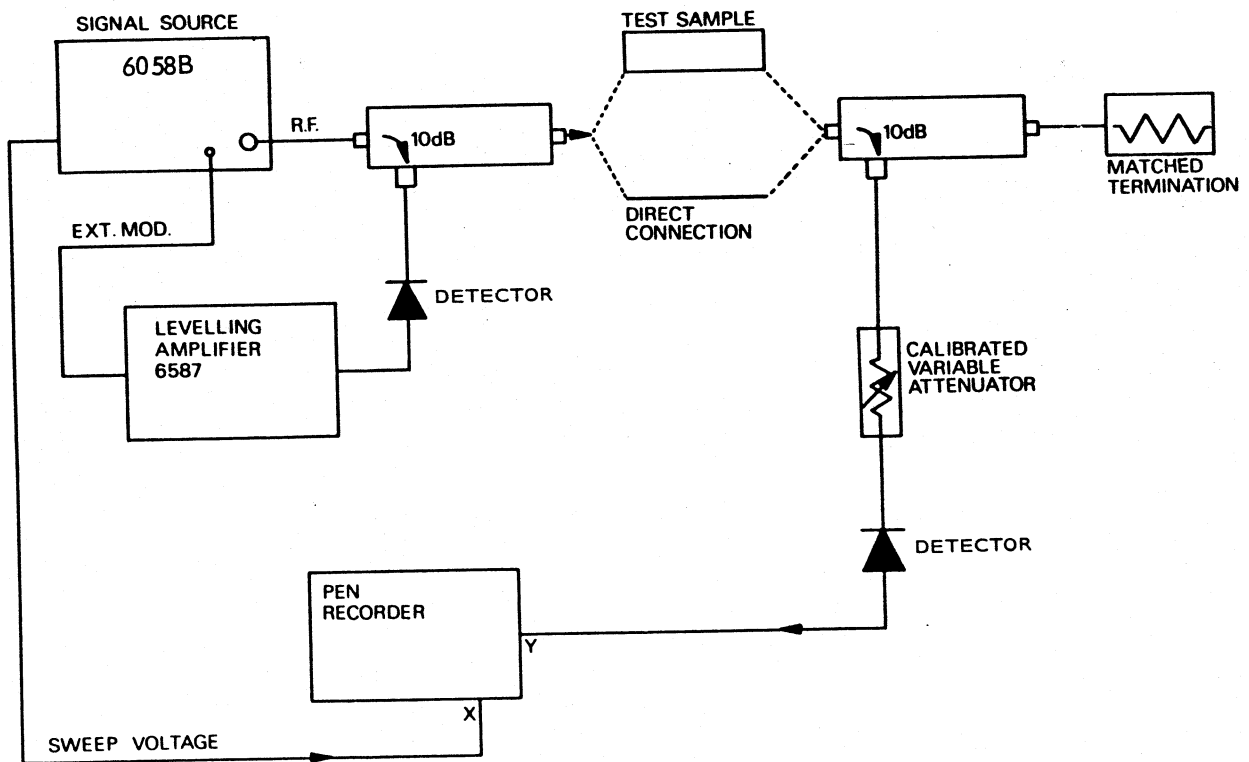 SIGNAL SOURCE
6058B
R.F.
EXT. MOD.
10dB
TEST SAMPLE
DIRECT
CONNECTION
10dB
MATCHED
TERMINATION
DETECTOR
LEVELLING
AMPLIFIER
6587
CALIBRATED
VARIABLE
ATTENUATOR
DETECTOR
PEN
RECORDER
Y
X
SWEEP VOLTAGE